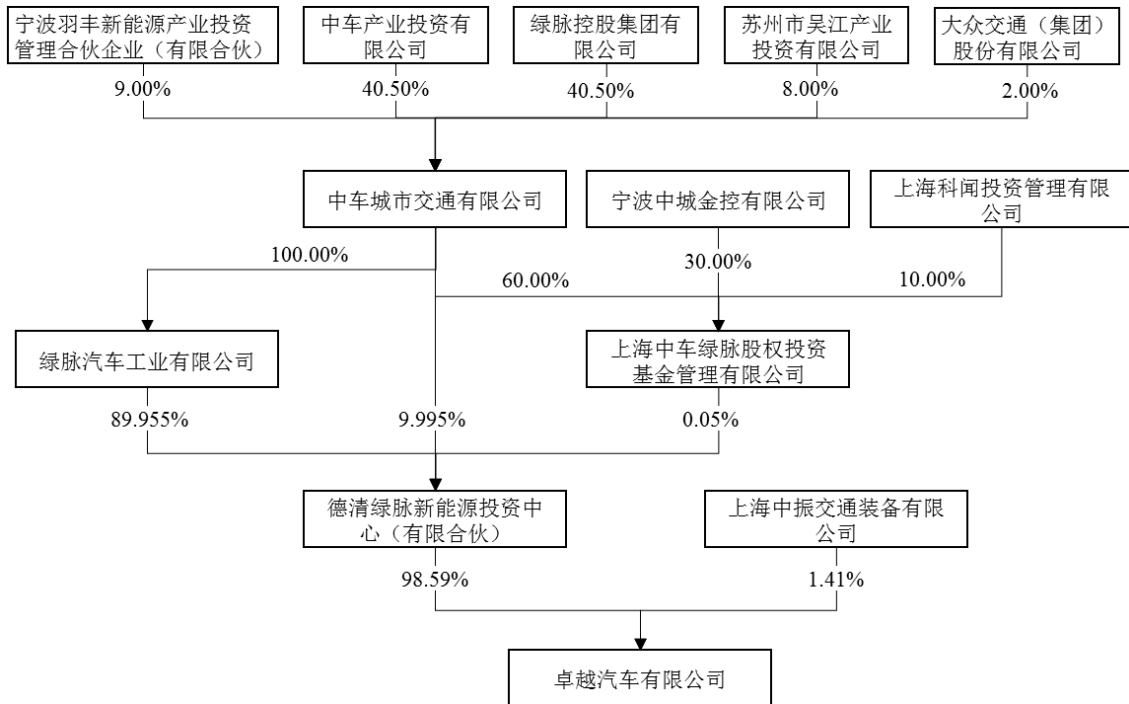 宁波羽丰新能源产业投资
管理合伙企业（有限合伙）
中车产业投资有
限公司
绿脉控股集团有
限公司
苏州市吴江产业
投资有限公司
大众交通（集团）
股份有限公司
9.00%
40.50%
40.50%
8.00%
2.00%
中车城市交通有限公司
宁波中城金控有限公司
上海科闻投资管理有限
公司
100.00%
60.00%
30.00%
10.00%
绿脉汽车工业有限公司
上海中车绿脉股权投资
基金管理有限公司
89.955%
9.995%
0.05%
德清绿脉新能源投资中
心（有限合伙）
上海中振交通装备有限
公司
98.59%
1.41%
卓越汽车有限公司